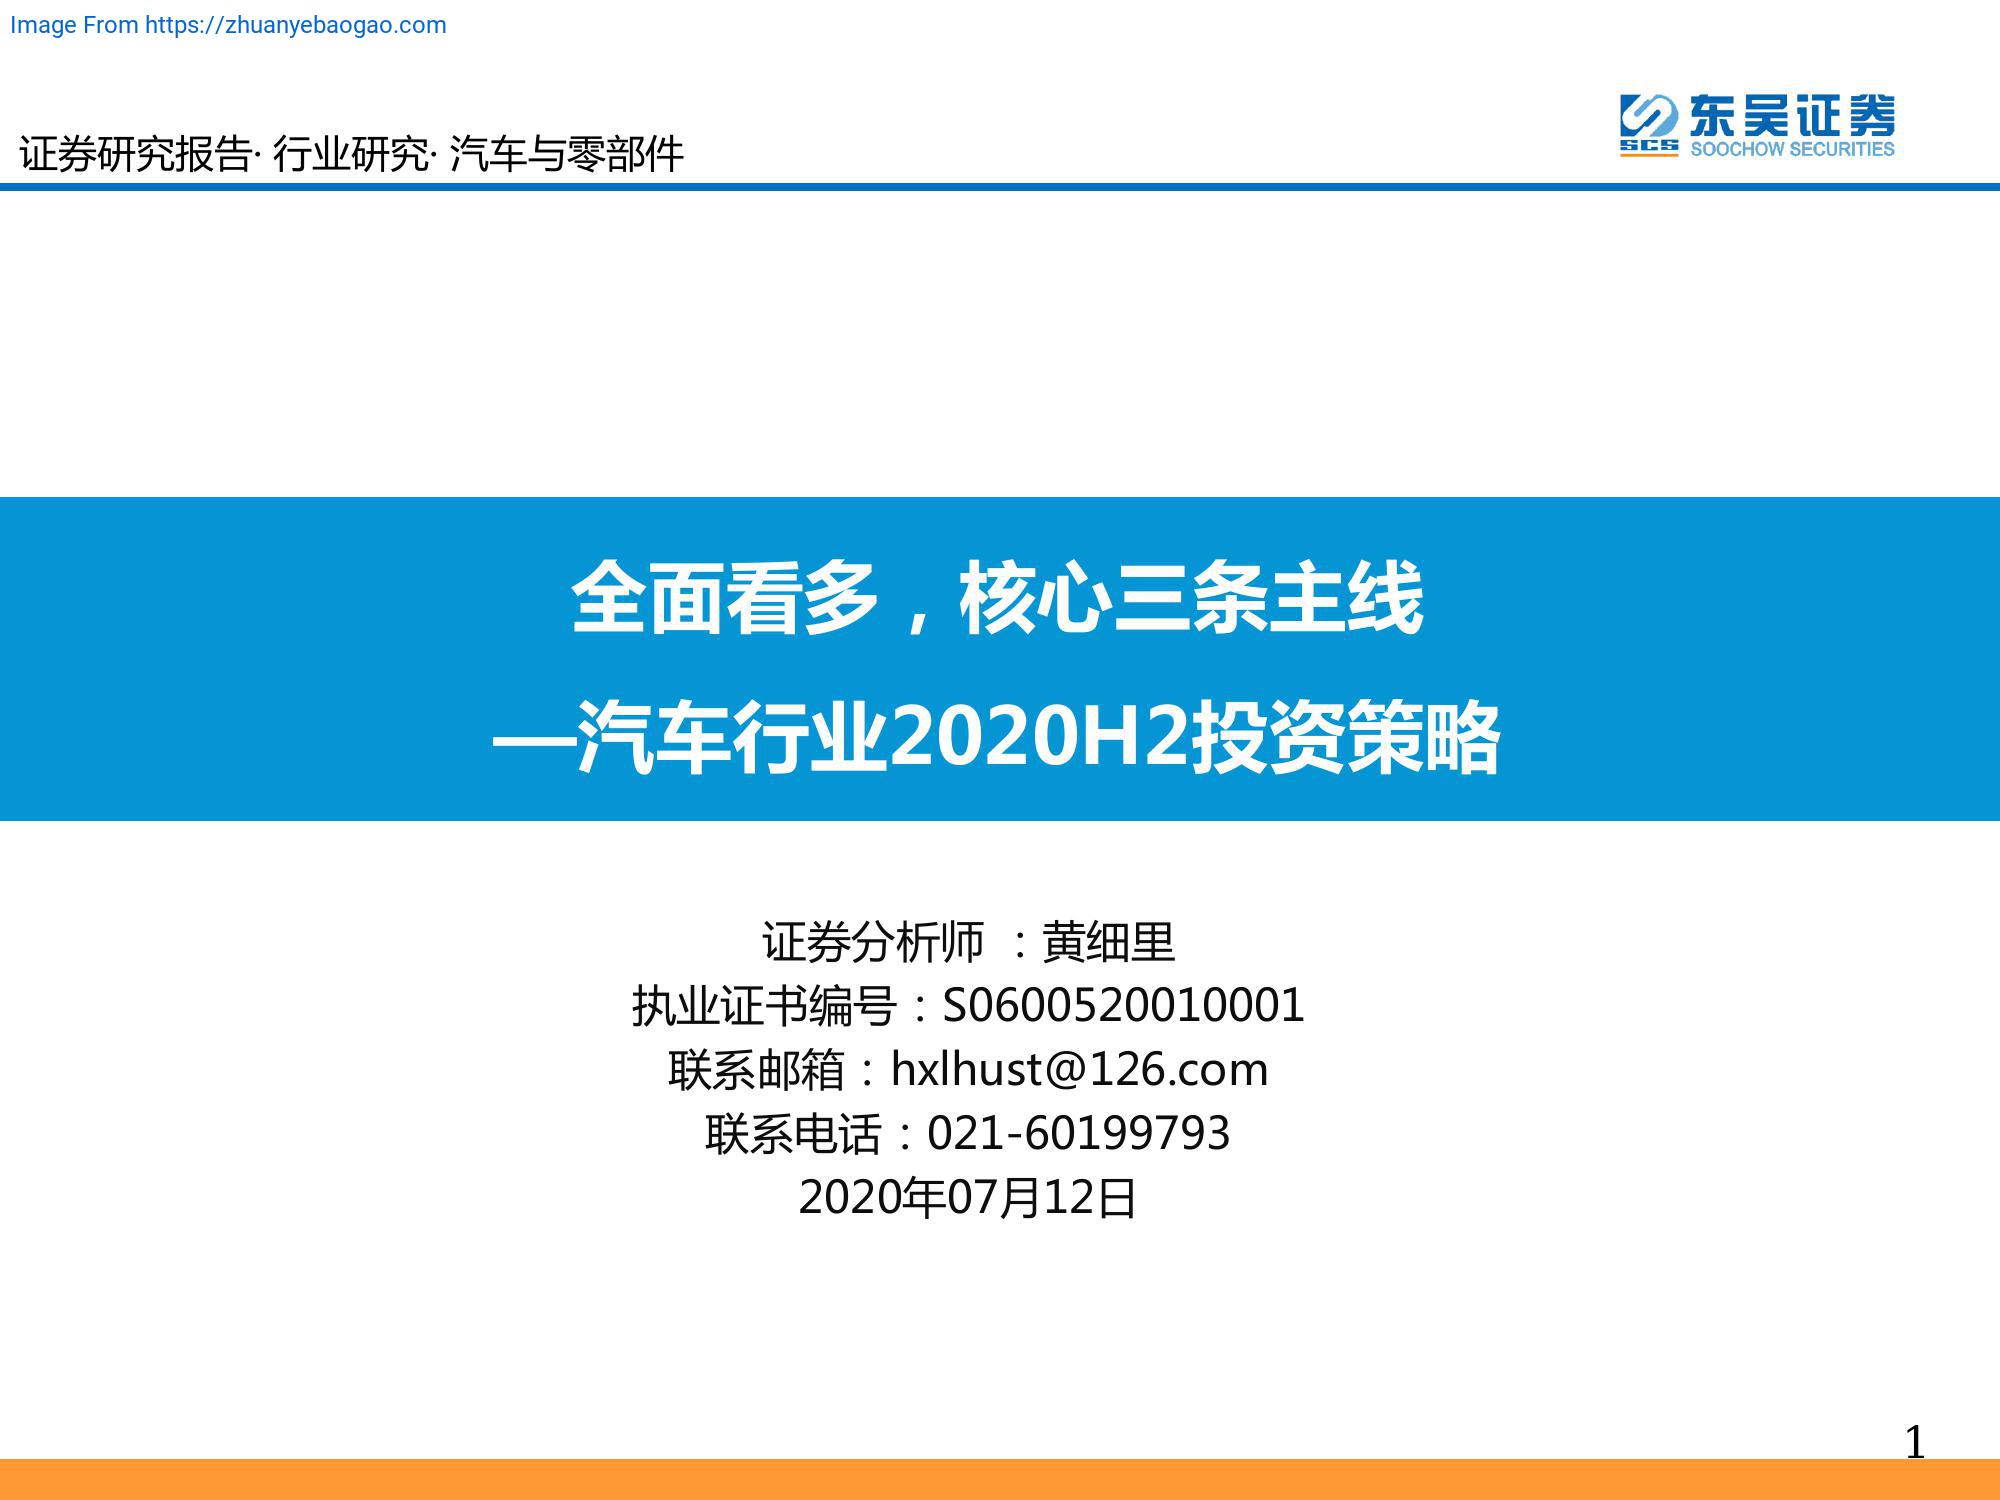 Image From https://zhuanyebaogao.com
东吴证券
SCS
SOOCHOW SECURITIES
证券研究报告· 行业研究· 汽车与零部件
全面看多，核心三条主线
—汽车行业2020H2投资策略
证券分析师 ：黄细里
执业证书编号：S0600520010001
联系邮箱：hxlhust@126.com
联系电话：021-60199793
2020年07月12日
1